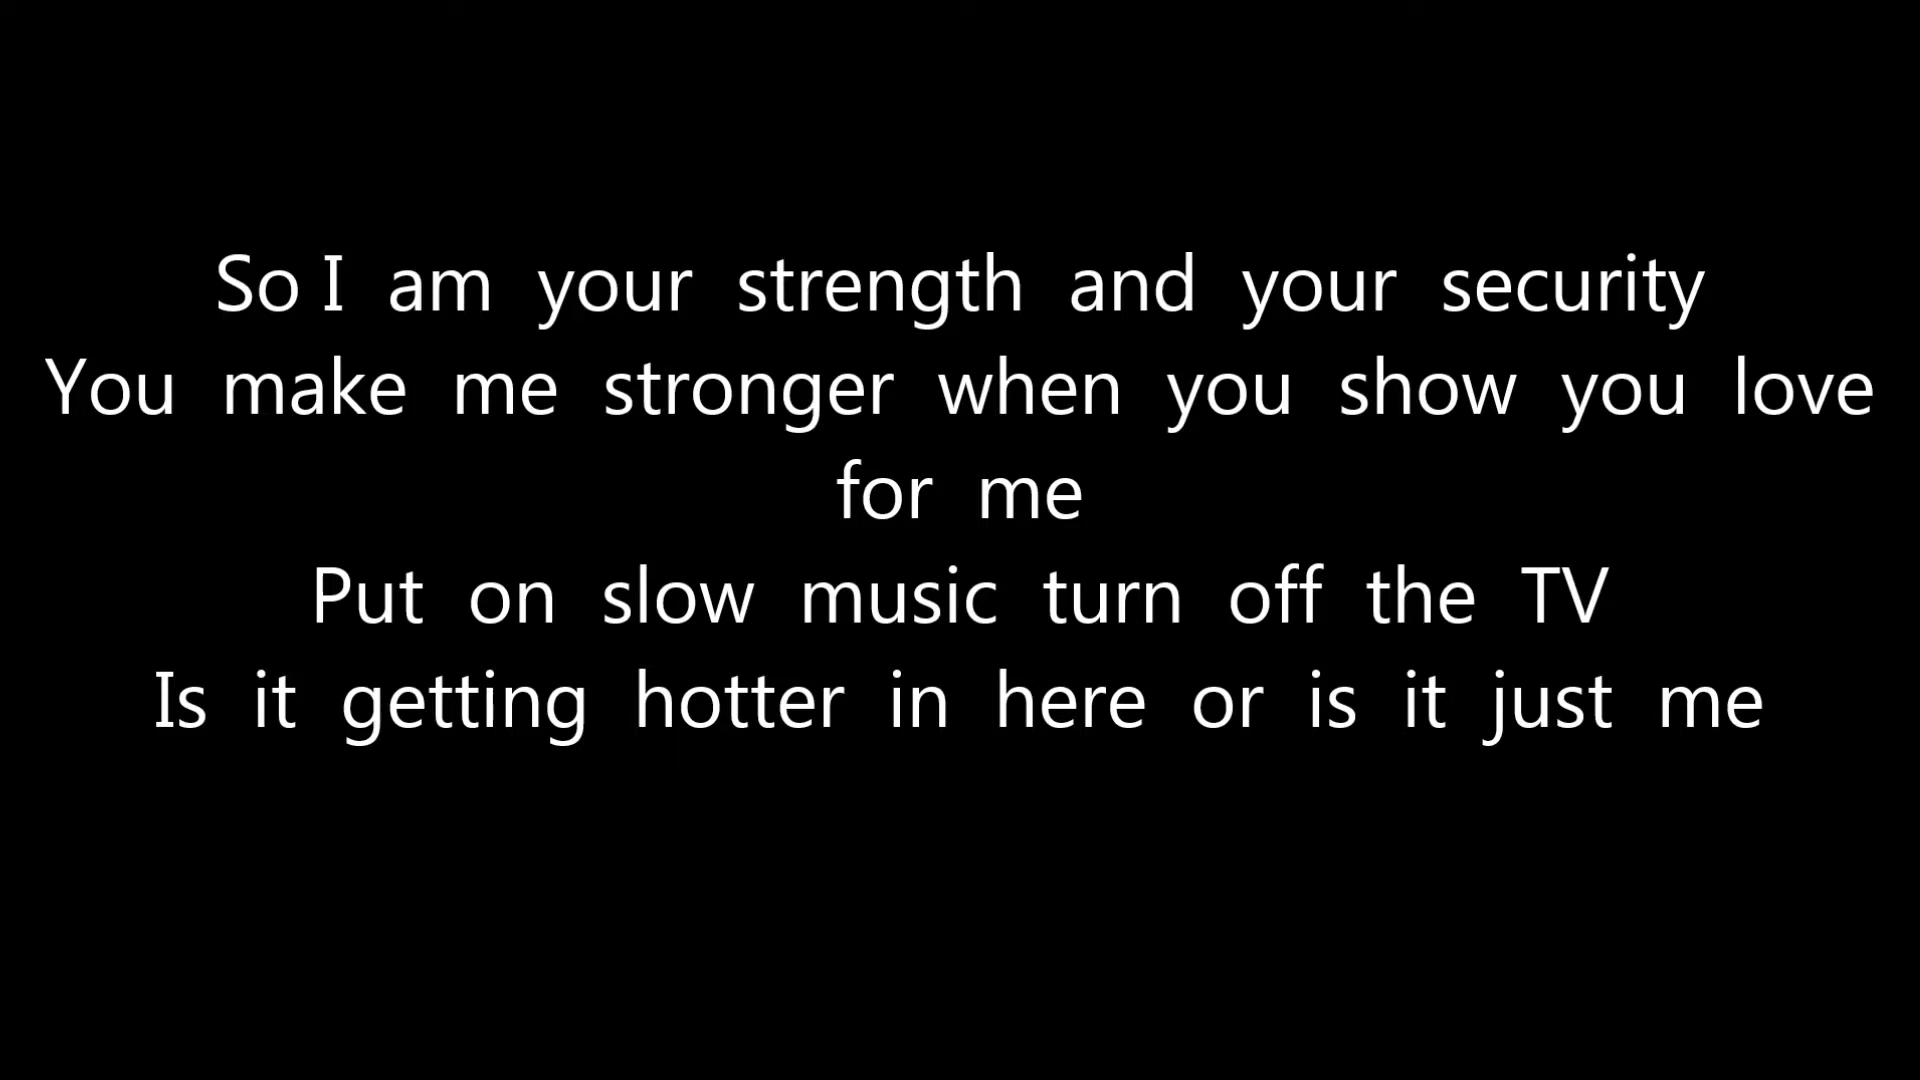 So I am your strength and your security
You make me stronger when you show you love
for me
Put on slow music turn off the TV
Is it getting hotter in here or is it just me